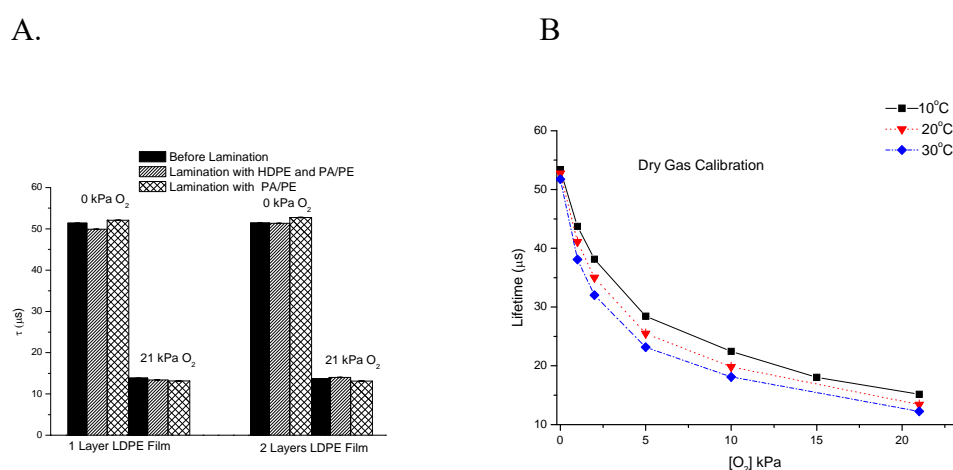 A.
B
Before Lamination
Lamination with HDPE and PA/PE
Lamination with PA/PE
0 kPa O₂
0 kPa O₂
21 kPa O₂
21 kPa O₂
60
50
40
30
20
10
0
τ (µs)
1 Layer LDPE Film
2 Layers LDPE Film
10°C
20°C
30°C
Dry Gas Calibration
60
50
40
30
20
10
Lifetime (µs)
0
5
10
15
20
[O₂] kPa